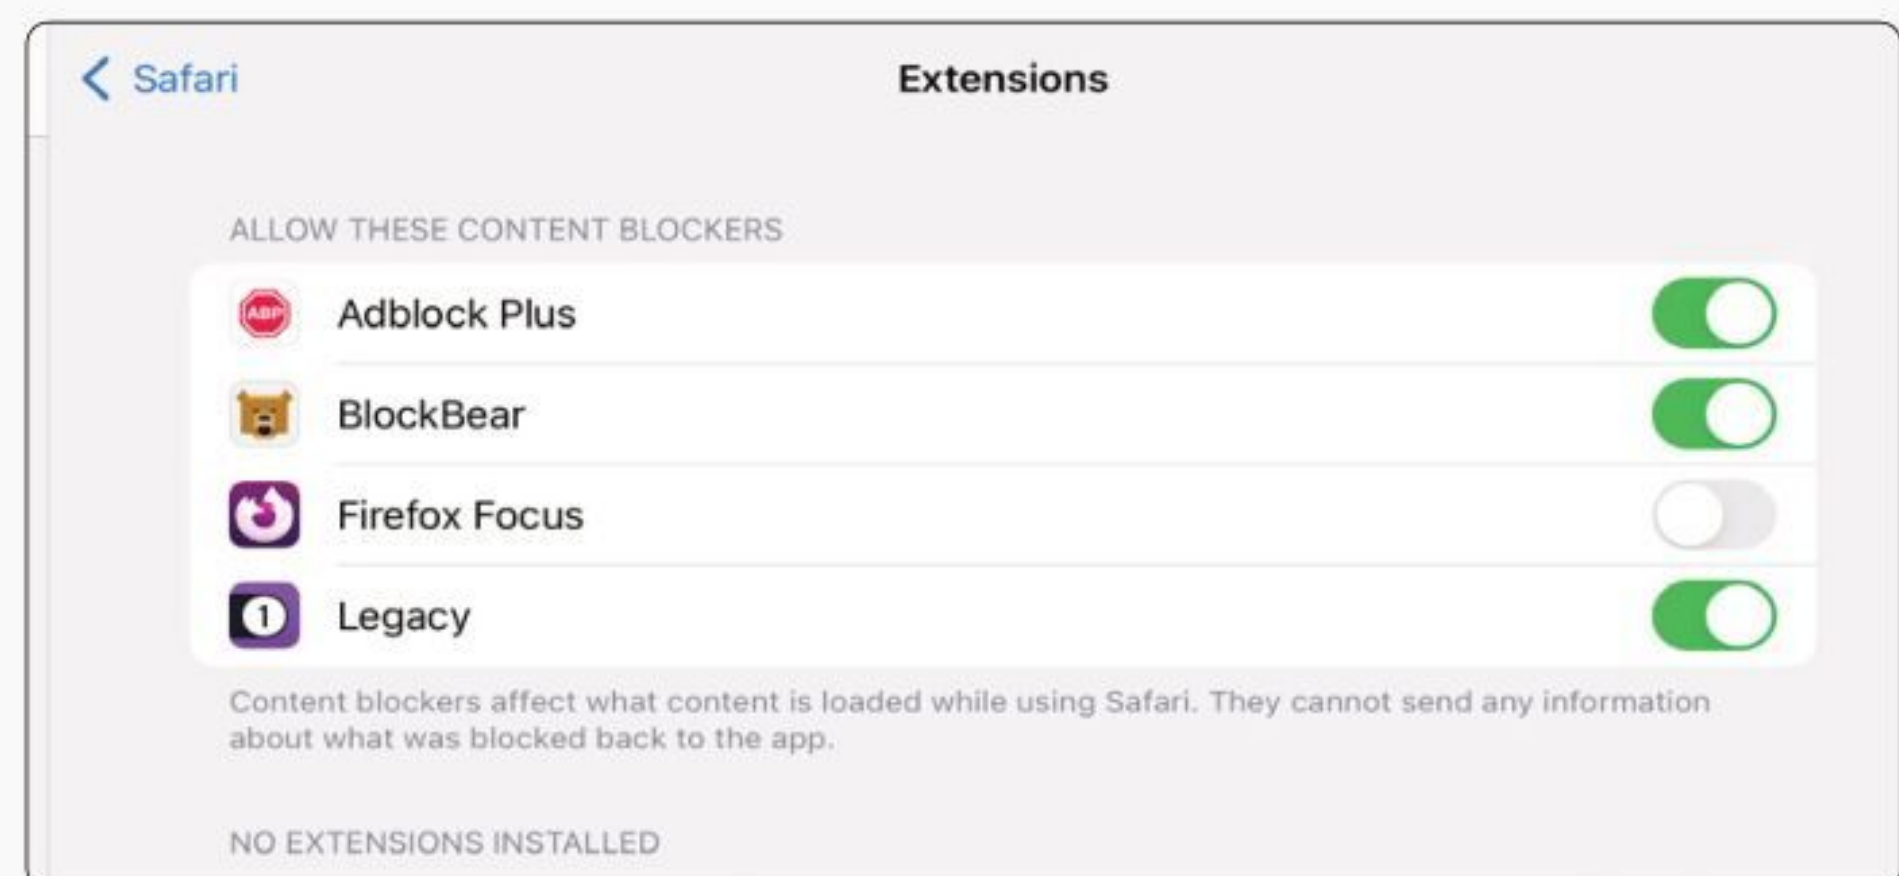 Safari
Extensions
ALLOW THESE CONTENT BLOCKERS
ABP
Adblock Plus
BlockBear
Firefox Focus
1
Legacy
Content blockers affect what content is loaded while using Safari. They cannot send any information
about what was blocked back to the app.
NO EXTENSIONS INSTALLED